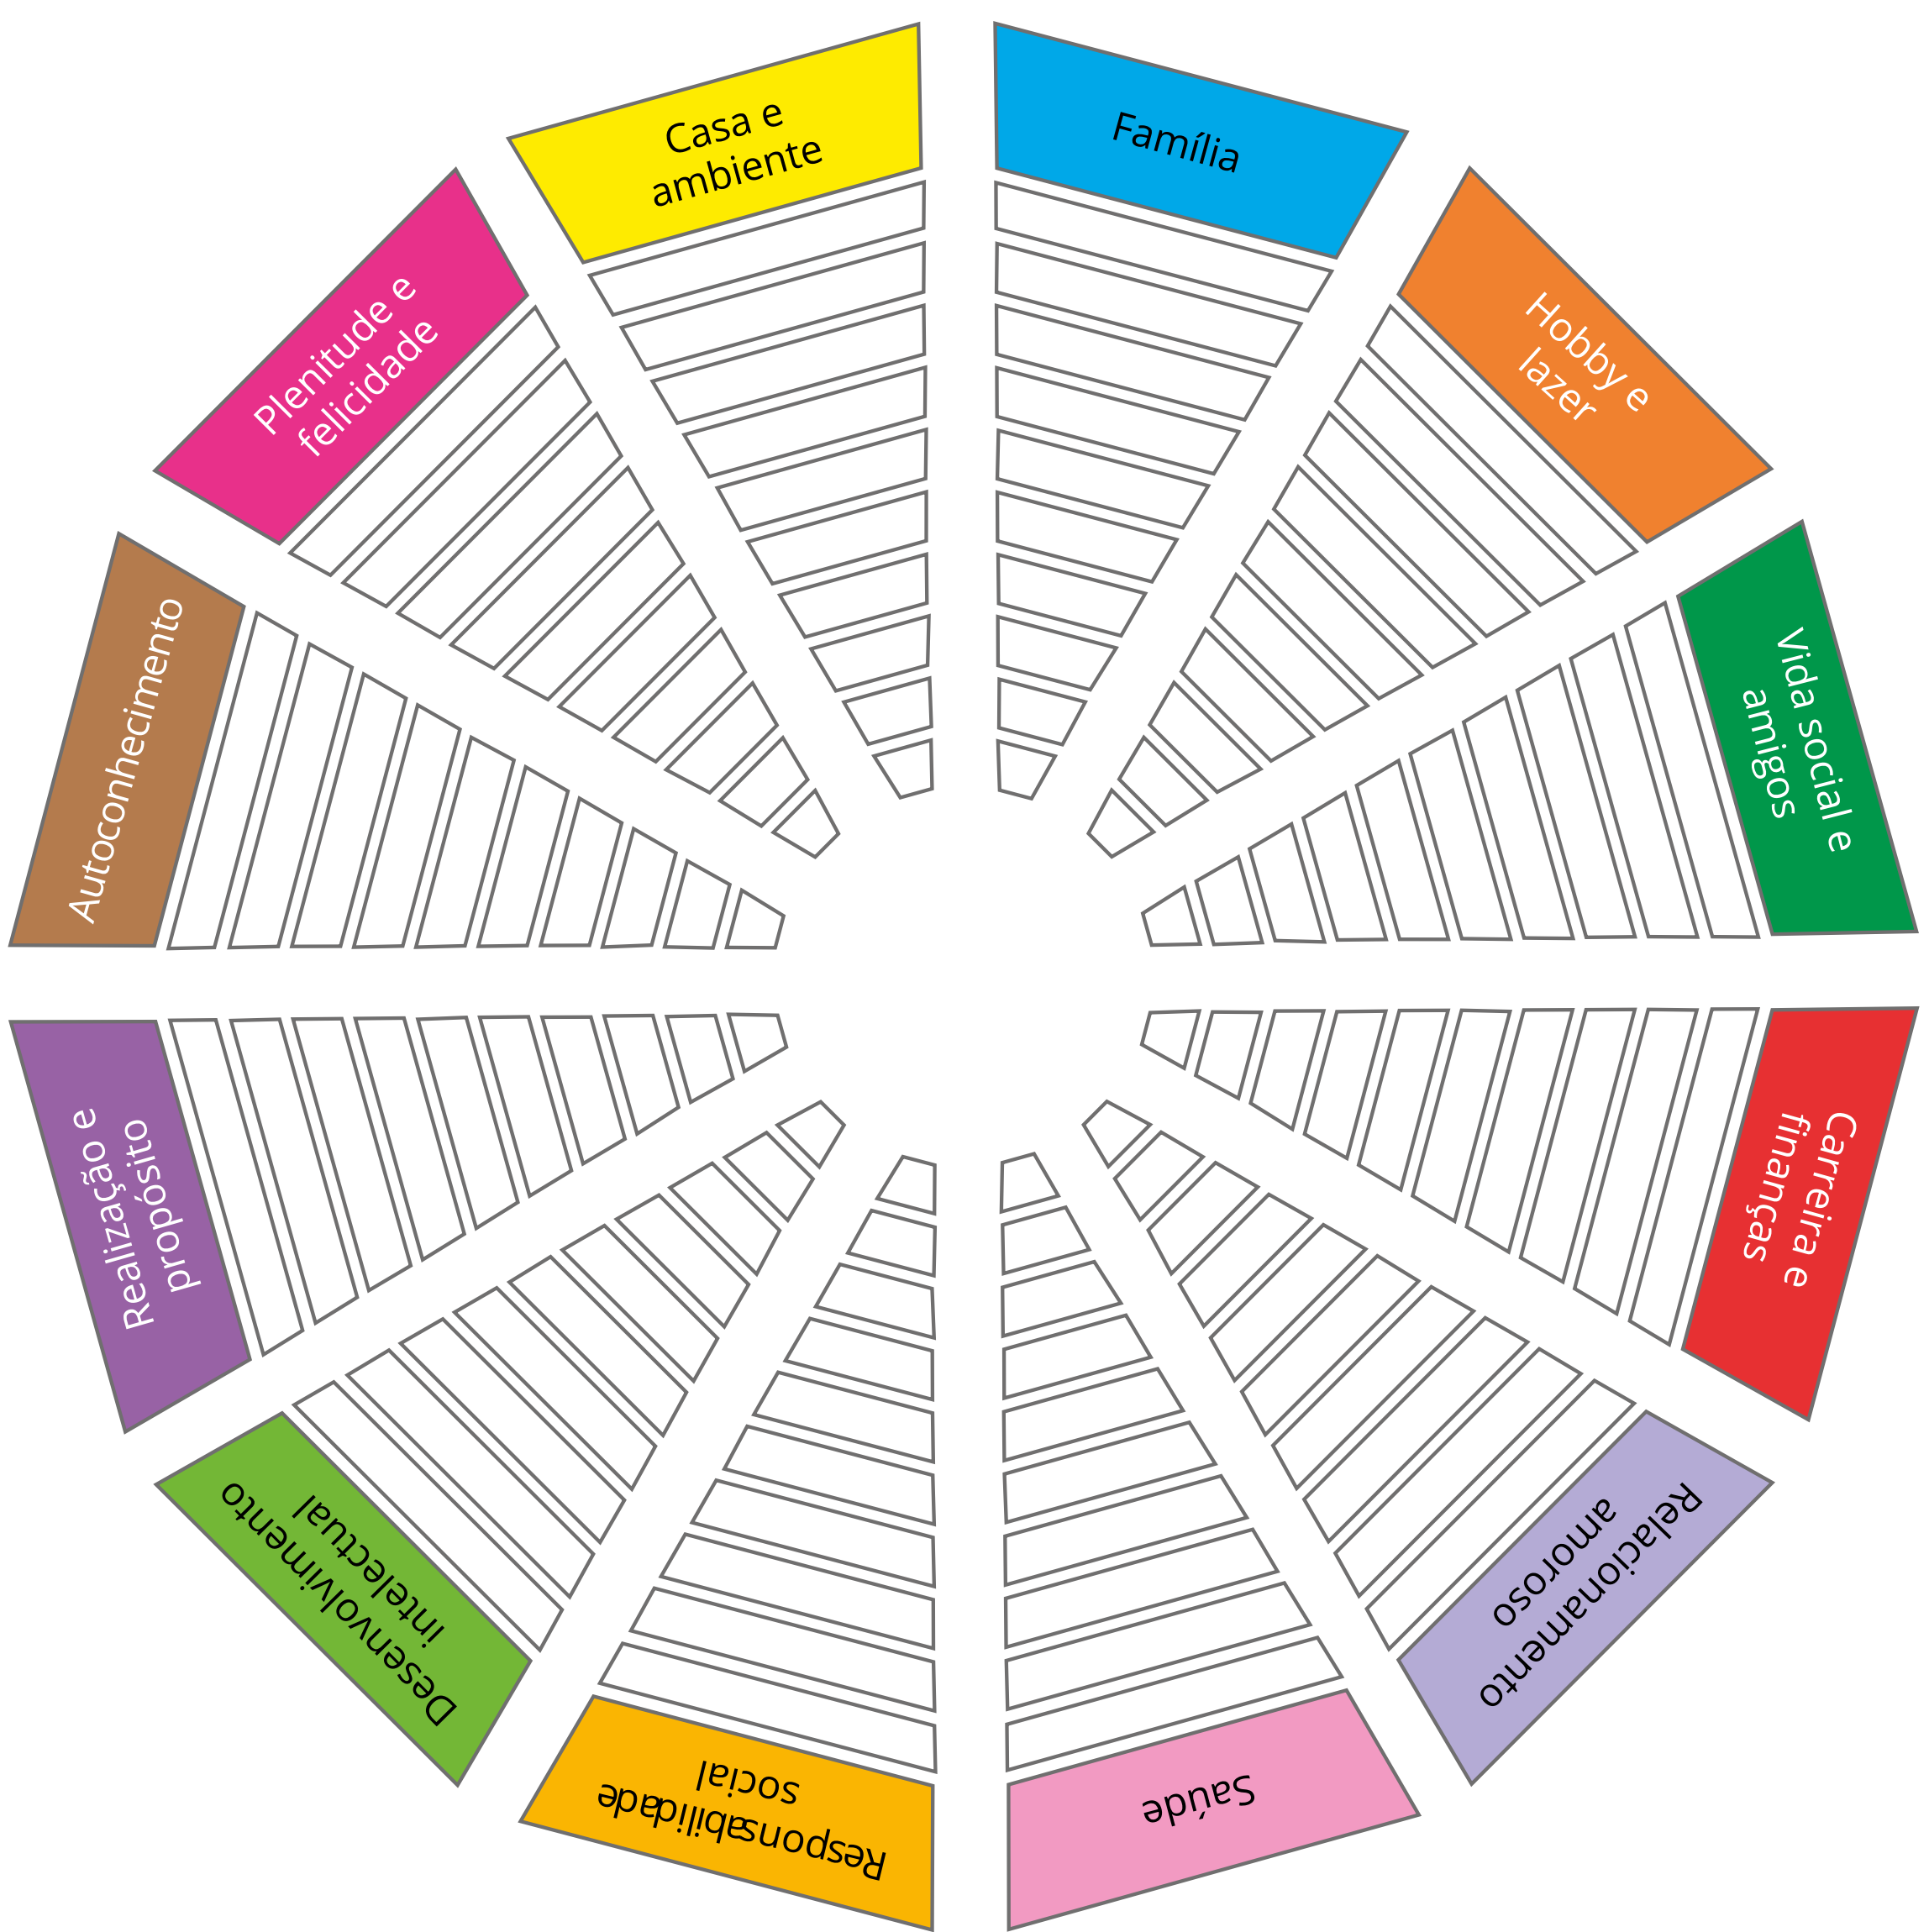 Casa e
ambiente
Família
Hobby e
lazer
Vida social e
amigos
Carreira e
finanças
Relacionamento
amoroso
Saúde
Responsabilidade
social
Desenvolvimento
intelectual
Realização e
propósito
Autoconhecimento
Plenitude e
felicidade